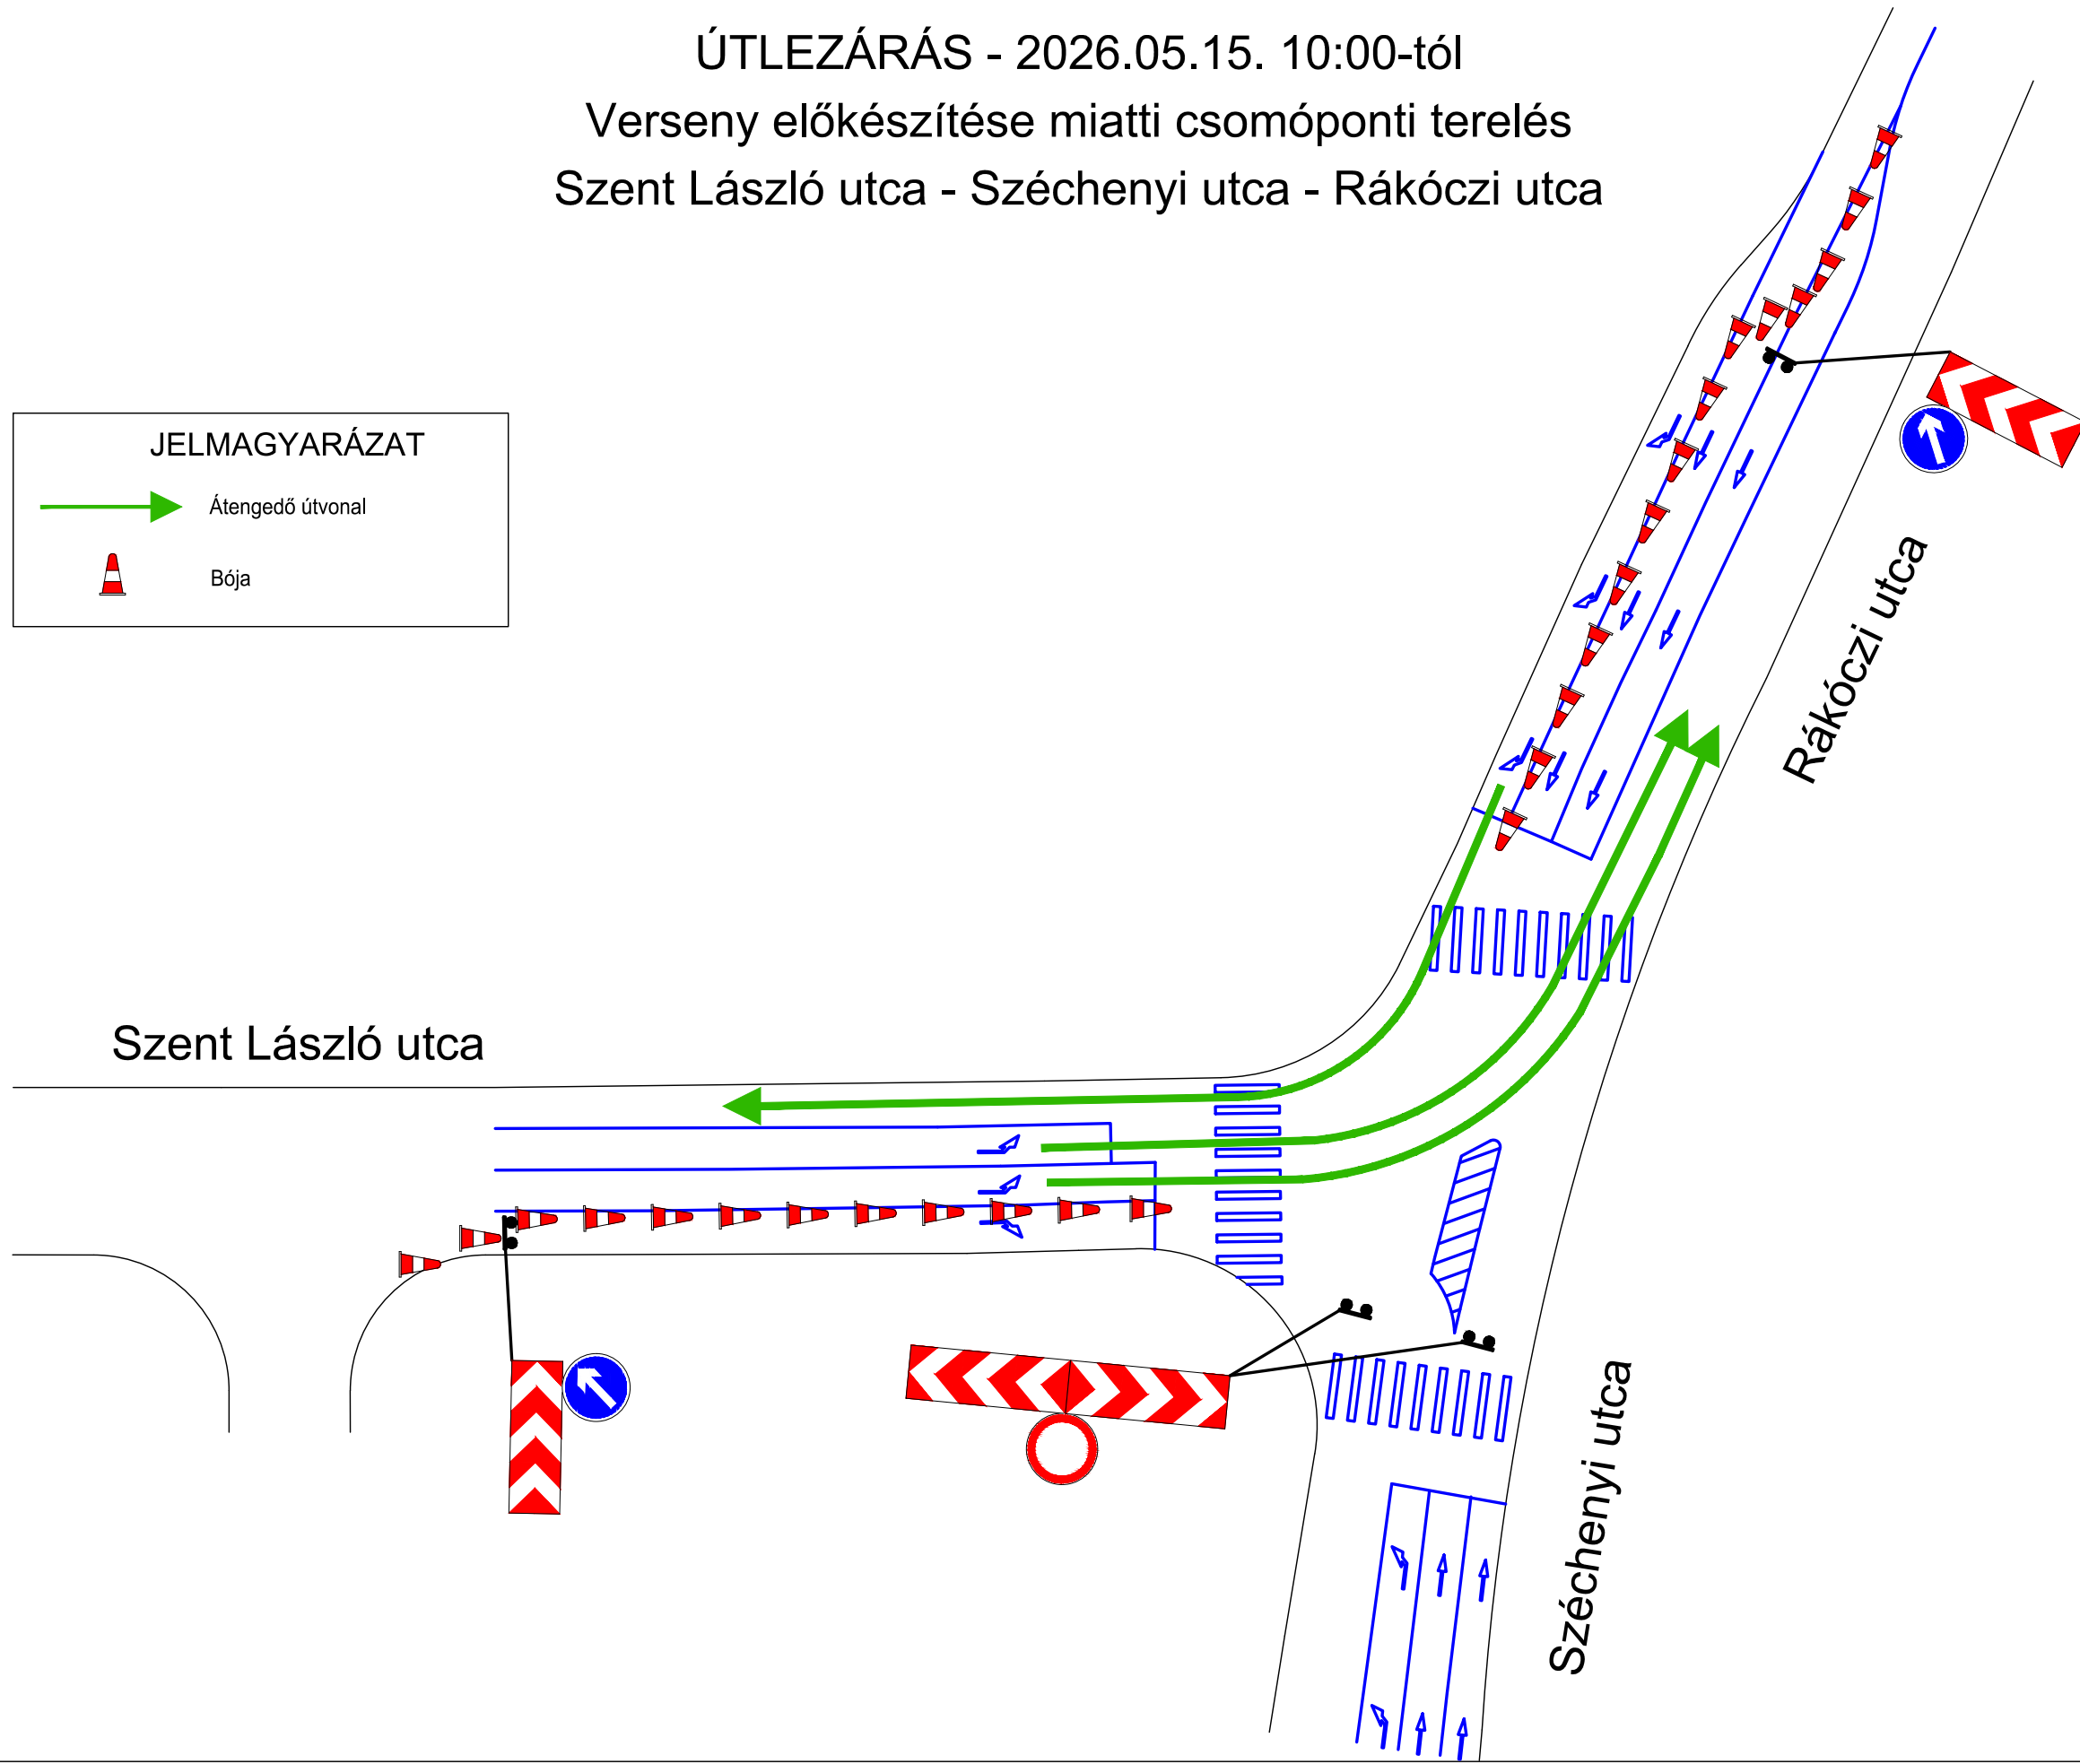 ÚTLEZÁRÁS - 2026.05.15. 10:00-tól
Verseny előkészítése miatti csomóponti terelés
Szent László utca - Széchenyi utca - Rákóczi utca
JELMAGYARÁZAT
Átengedő útvonal
Bója
Rákóczi utca
Szent László utca
Széchenyi utca